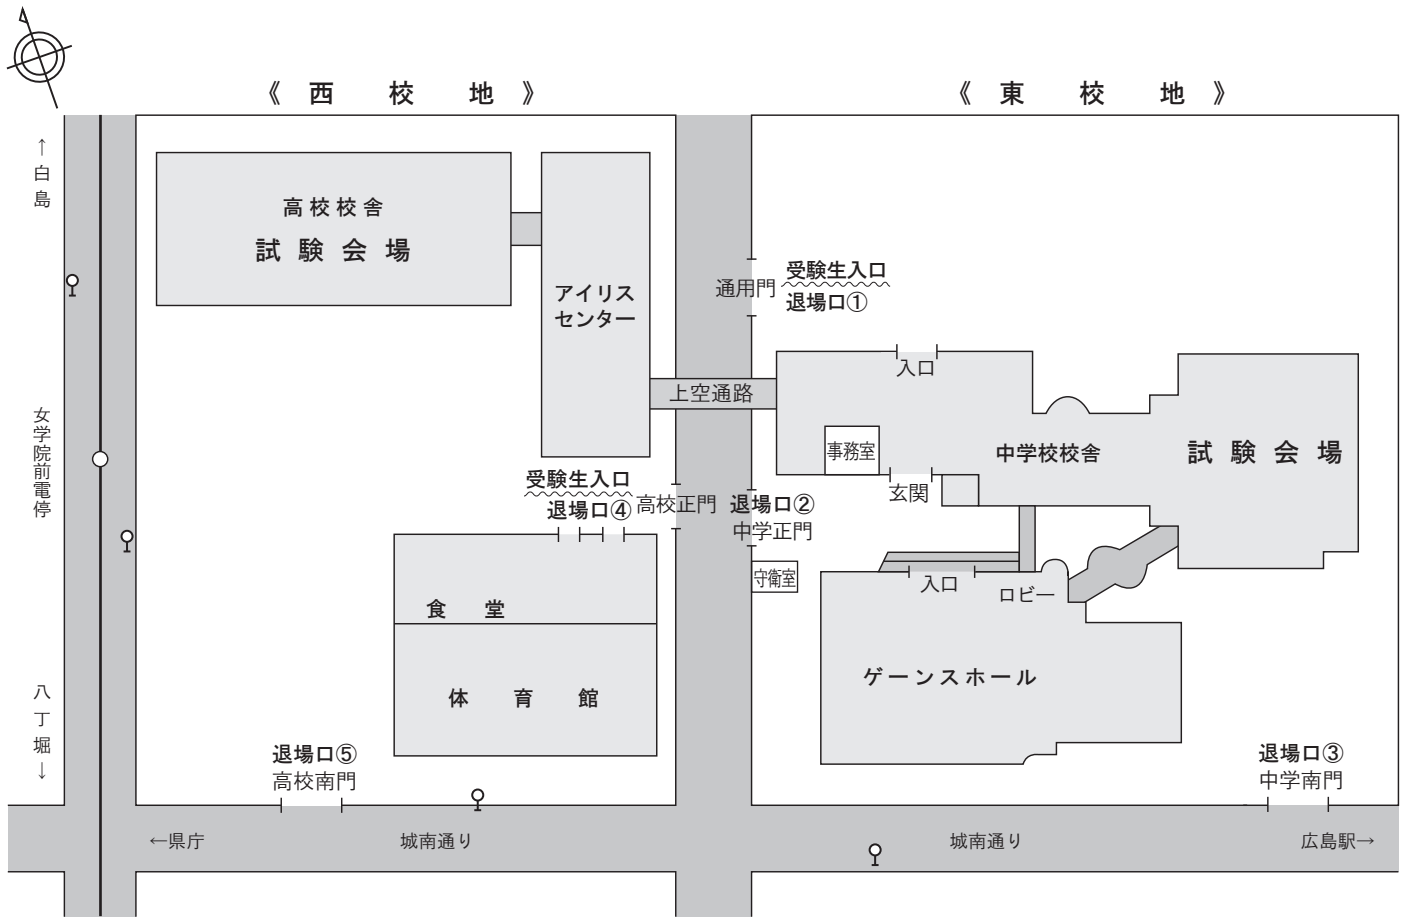 《西校地》
《東校地》
↑白島
高校校舎
試験会場
アイリス
センター
通用門
受験生入口
退場口①
入口
上空通路
女学院前電停
事務室
中学校校舎
試験会場
受験生入口
退場口④
高校正門
退場口②
中学正門
玄関
守衛室
入口
ロビー
食堂
体育館
ゲーンスホール
八丁堀↓
退場口⑤
高校南門
退場口③
中学南門
←県庁
城南通り
城南通り
広島駅→